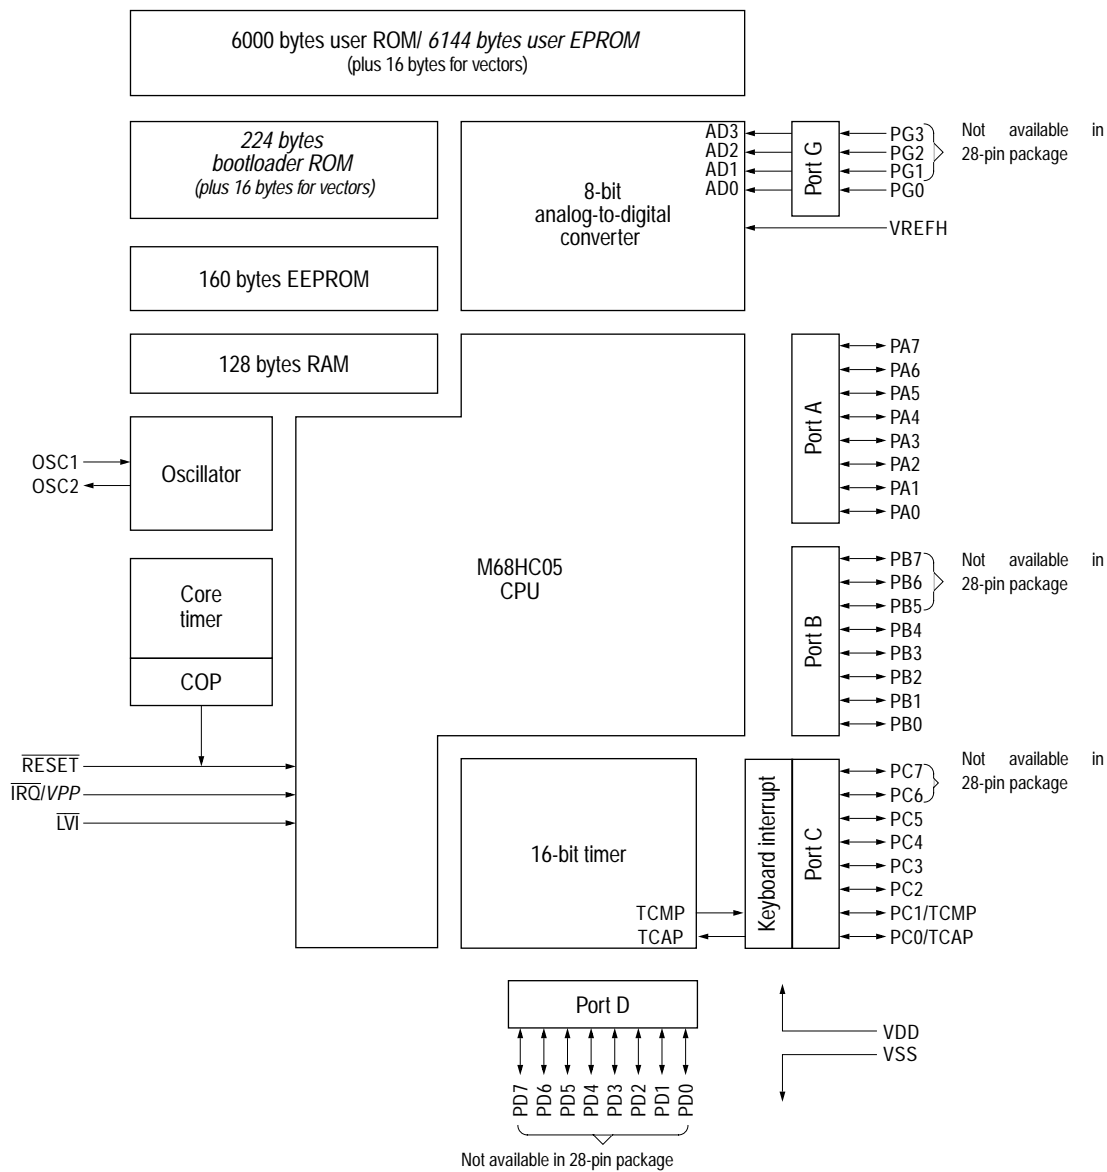 6000 bytes user ROM/ 6144 bytes user EPROM
(plus 16 bytes for vectors)
224 bytes
bootloader ROM
(plus 16 bytes for vectors)
8-bit
analog-to-digital
converter
AD3
AD2
AD1
AD0
Port G
PG3
PG2
PG1
PG0
VREFH
Not available in
28-pin package
160 bytes EEPROM
128 bytes RAM
OSC1
OSC2
Oscillator
M68HC05
CPU
Port A
PA7
PA6
PA5
PA4
PA3
PA2
PA1
PA0
Core
timer
COP
Port B
PB7
PB6
PB5
PB4
PB3
PB2
PB1
PB0
Not available in
28-pin package
RESET
IRQ/VPP
LVI
16-bit timer
TCMP
TCAP
Keyboard interrupt
Port C
PC7
PC6
PC5
PC4
PC3
PC2
PC1/TCMP
PC0/TCAP
Not available in
28-pin package
Port D
PD7
PD6
PD5
PD4
PD3
PD2
PD1
PD0
Not available in 28-pin package
VDD
VSS